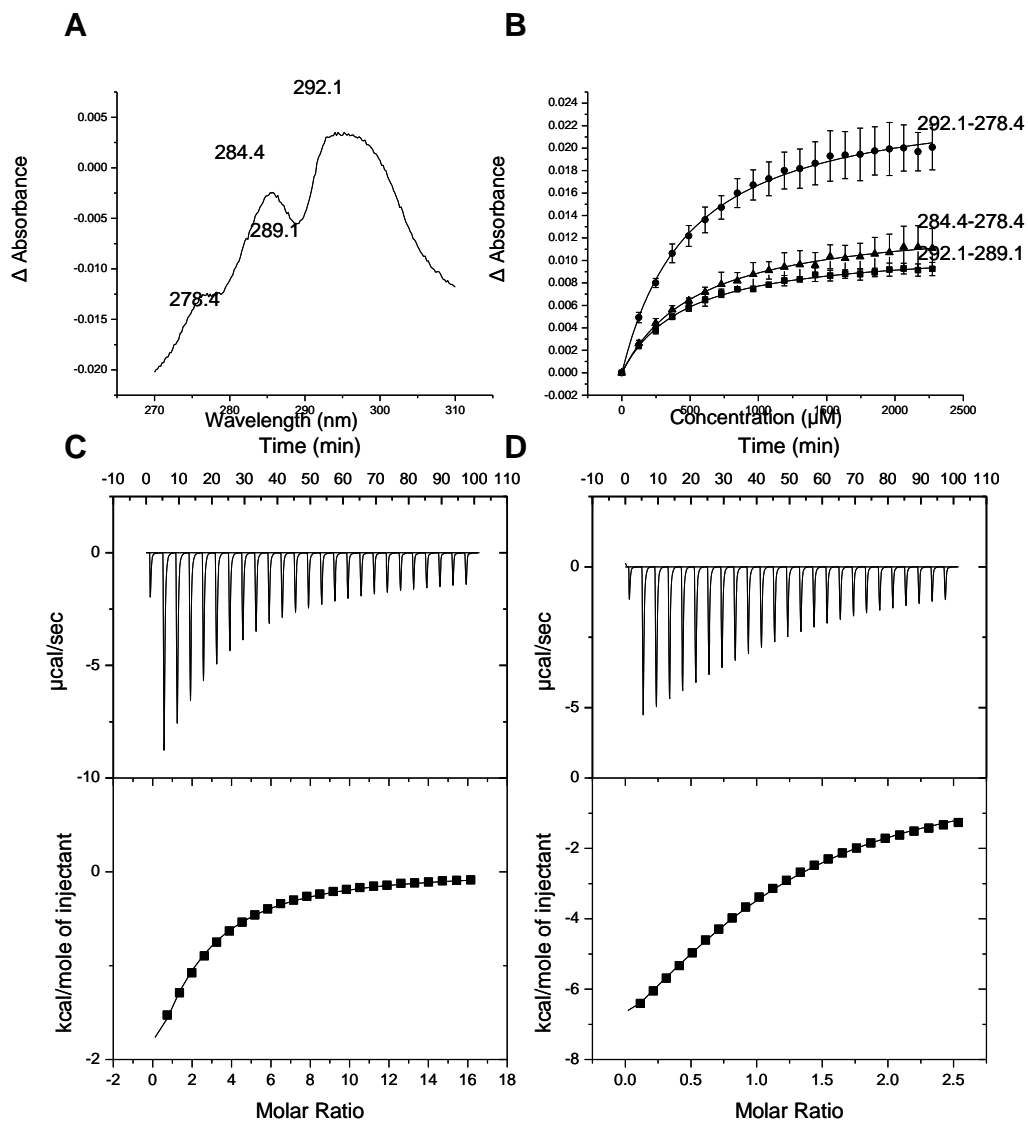 A
B
292.1
284.4
289.1
278.4
0.005
0.000
-0.005
-0.010
-0.015
-0.020
Δ Absorbance
270 280 290 300 310
Wavelength (nm)
292.1-278.4
284.4-278.4
292.1-289.1
0.024
0.022
0.020
0.018
0.016
0.014
0.012
0.010
0.008
0.006
0.004
0.002
0.000
-0.002
Δ Absorbance
0 500 1000 1500 2000 2500
Concentration (µM)
C
Time (min)
-10 0 10 20 30 40 50 60 70 80 90 100 110
0
-5
-10
µcal/sec
0
-2
kcal/mole of injectant
-2 0 2 4 6 8 10 12 14 16 18
Molar Ratio
D
Time (min)
-10 0 10 20 30 40 50 60 70 80 90 100 110
0
-5
0
µcal/sec
-2
-4
-6
-8
kcal/mole of injectant
0.0 0.5 1.0 1.5 2.0 2.5
Molar Ratio